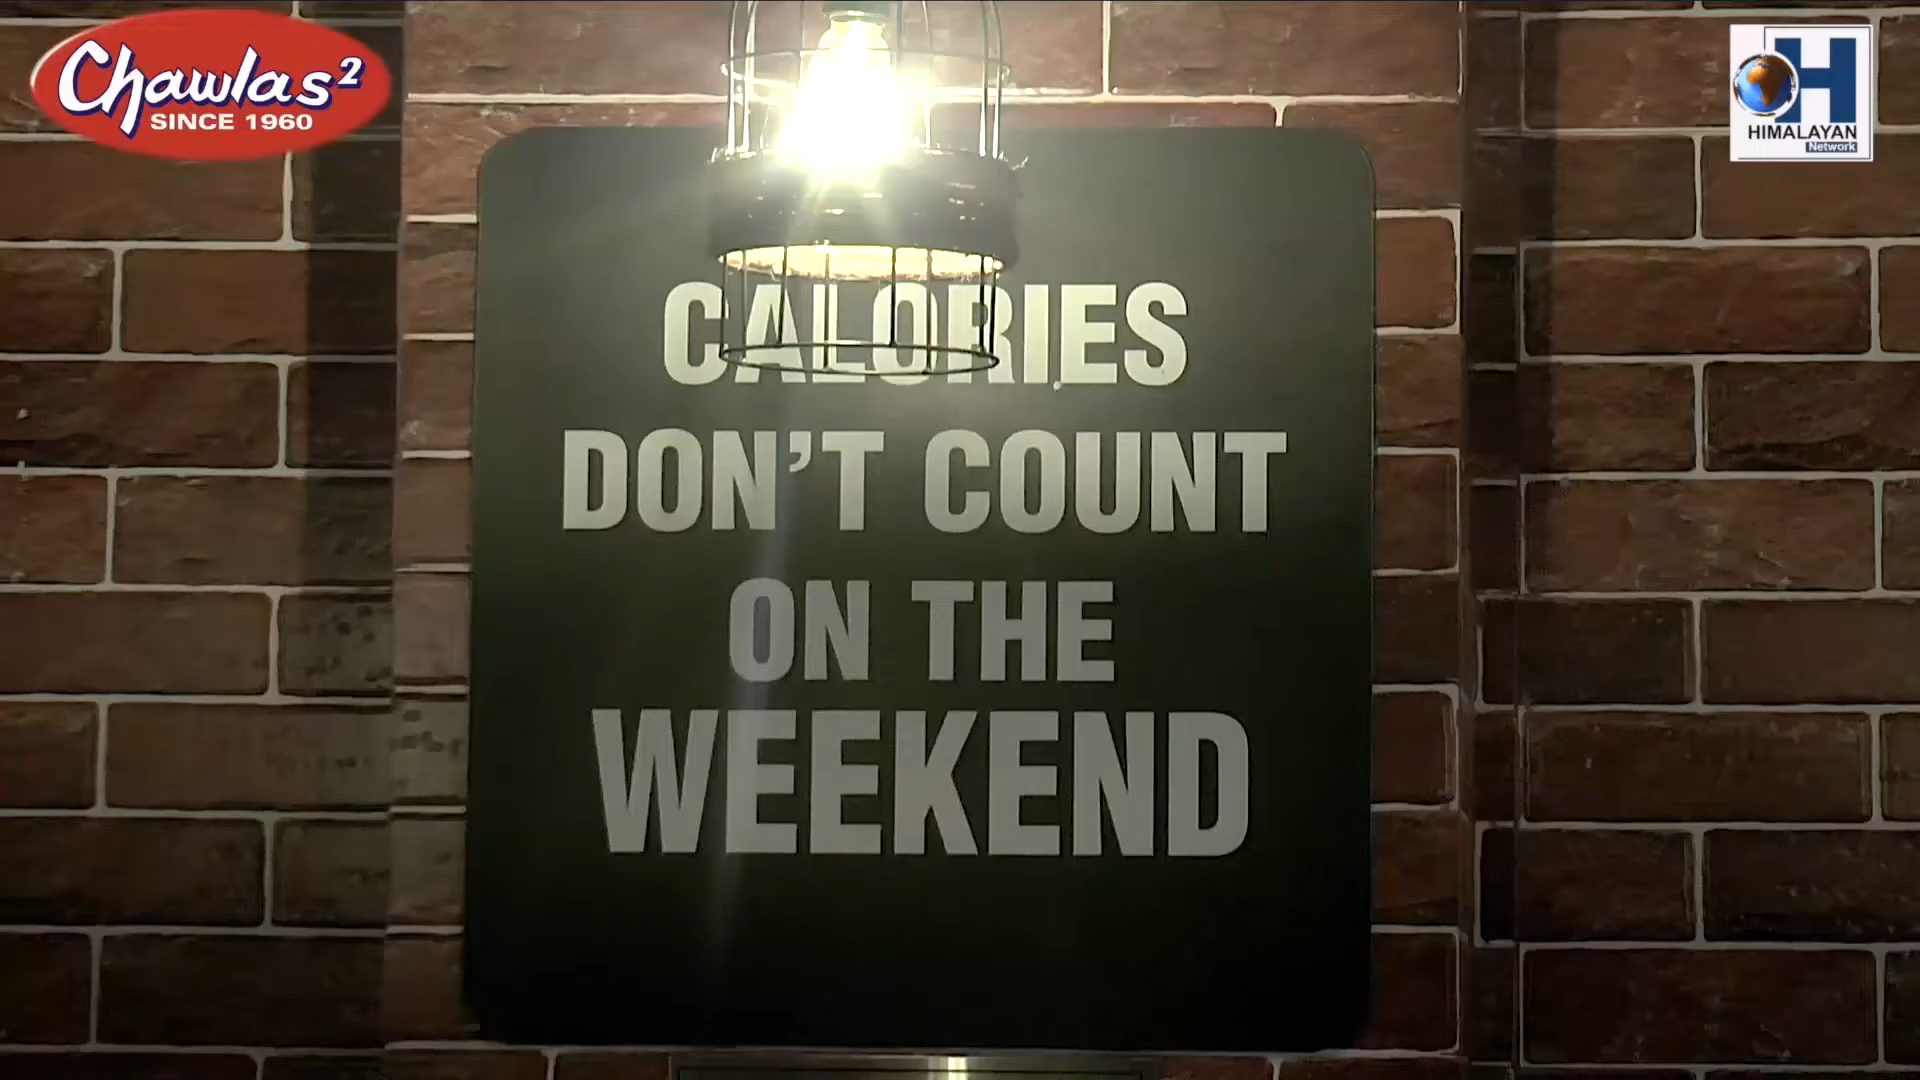 Chawlas²
SINCE 1960
H
HIMALAYAN
Network
CALORIES
DON'T COUNT
ON THE
WEEKEND